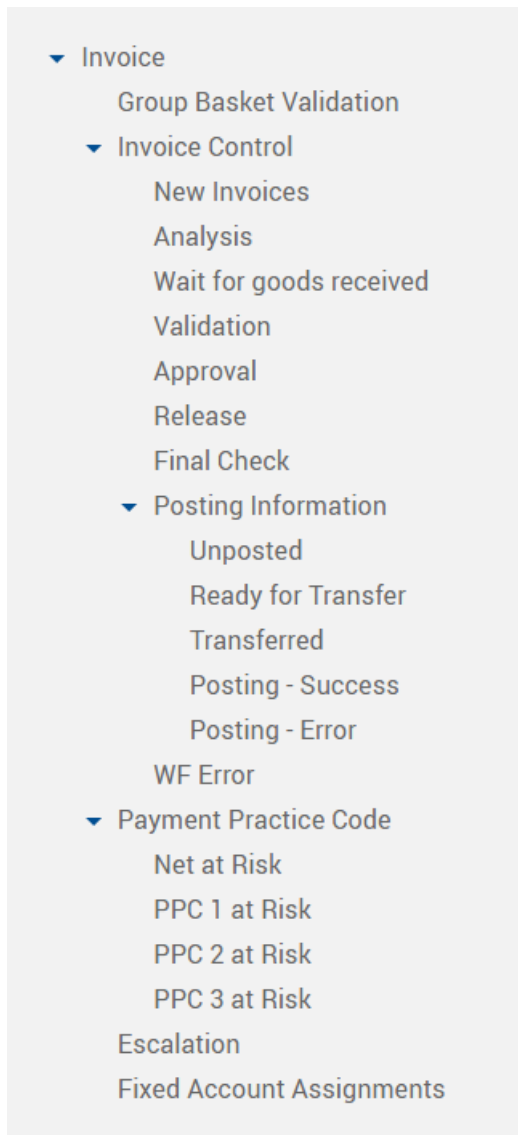 Invoice
Group Basket Validation
Invoice Control
New Invoices
Analysis
Wait for goods received
Validation
Approval
Release
Final Check
Posting Information
Unposted
Ready for Transfer
Transferred
Posting - Success
Posting - Error
WF Error
Payment Practice Code
Net at Risk
PPC 1 at Risk
PPC 2 at Risk
PPC 3 at Risk
Escalation
Fixed Account Assignments